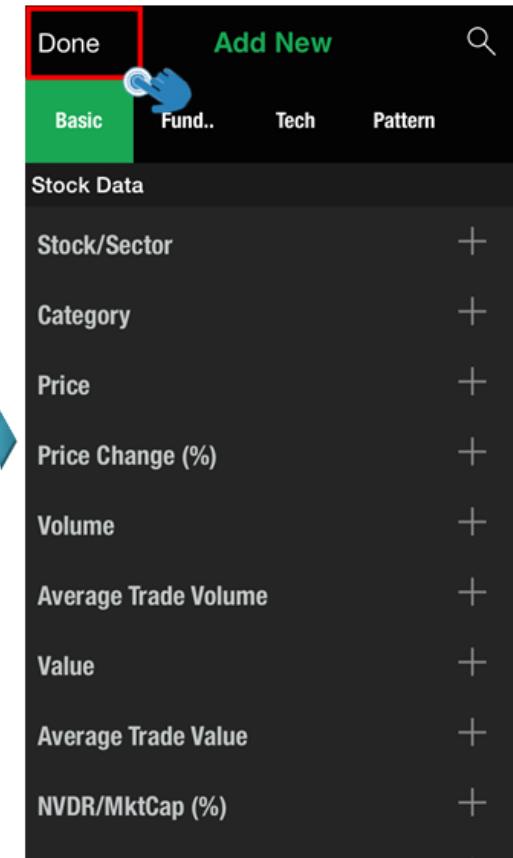 Done Add New
Basic Fund.. Tech Pattern
Stock Data
Stock/Sector
Category
Price
Price Change (%)
Volume
Average Trade Volume
Value
Average Trade Value
NVDR/MktCap (%)